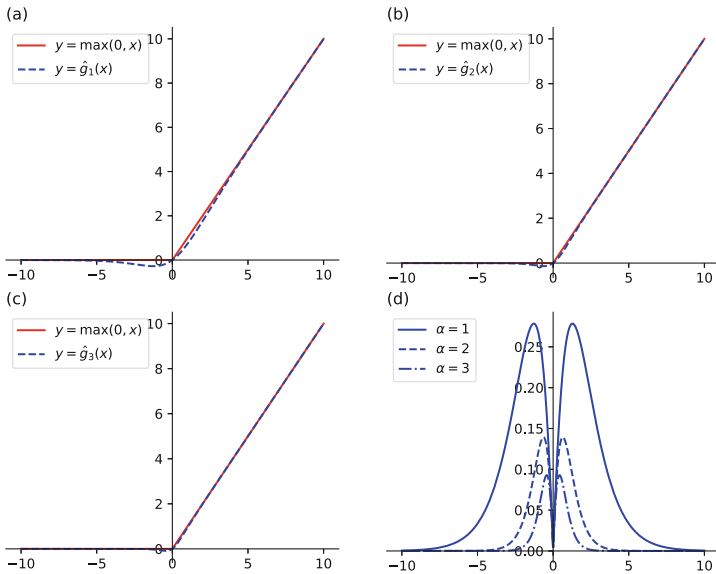 (a)
y = max(0, x)
y = ĝ₁(x)
10
8
6
4
2
0
−10 −5 0 5 10
(b)
y = max(0, x)
y = ĝ₂(x)
10
8
6
4
2
0
−10 −5 0 5 10
(c)
y = max(0, x)
y = ĝ₃(x)
10
8
6
4
2
0
−10 −5 0 5 10
(d)
α = 1
α = 2
α = 3
0.25
0.20
0.15
0.10
0.05
0.00
−10 −5 0 5 10